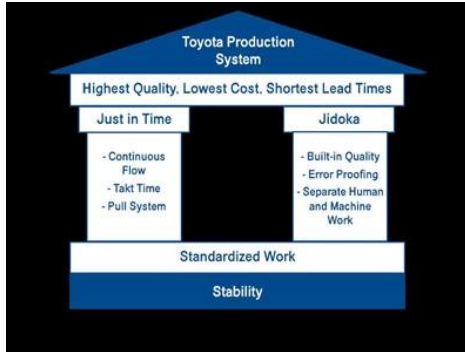 Toyota Production
System
Highest Quality, Lowest Cost, Shortest Lead Times
Just in Time
- Continuous
Flow
- Takt Time
- Pull System
Jidoka
- Built-in Quality
- Error Proofing
- Separate Human
and Machine
Work
Standardized Work
Stability